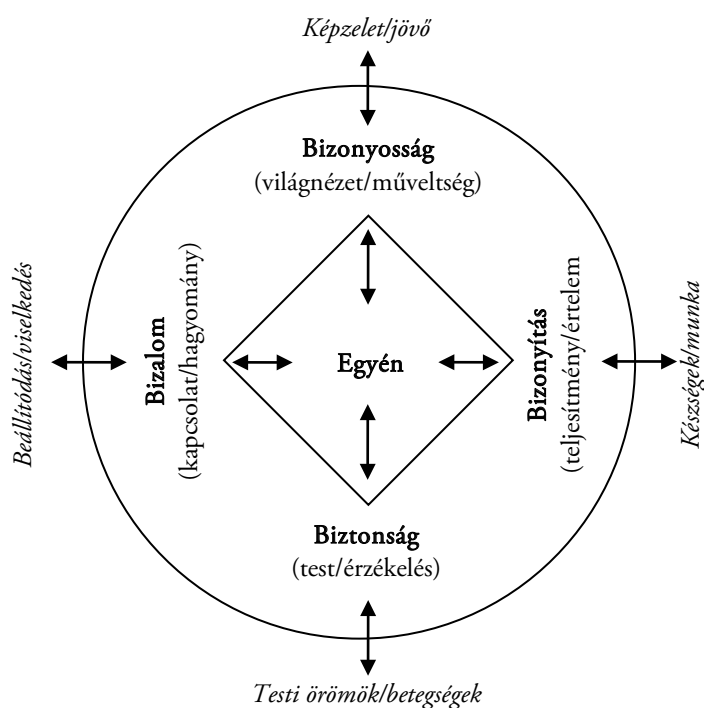 Képzelet/jövő
Bizonyosság
(világnézet/műveltség)
Beállítódás/viselkedés
Bizalom
(kapcsolat/hagyomány)
Egyén
Bizonyítás
(teljesítmény/értelem
Készségek/munka
Biztonság
(test/érzékelés)
Testi örömök/betegségek